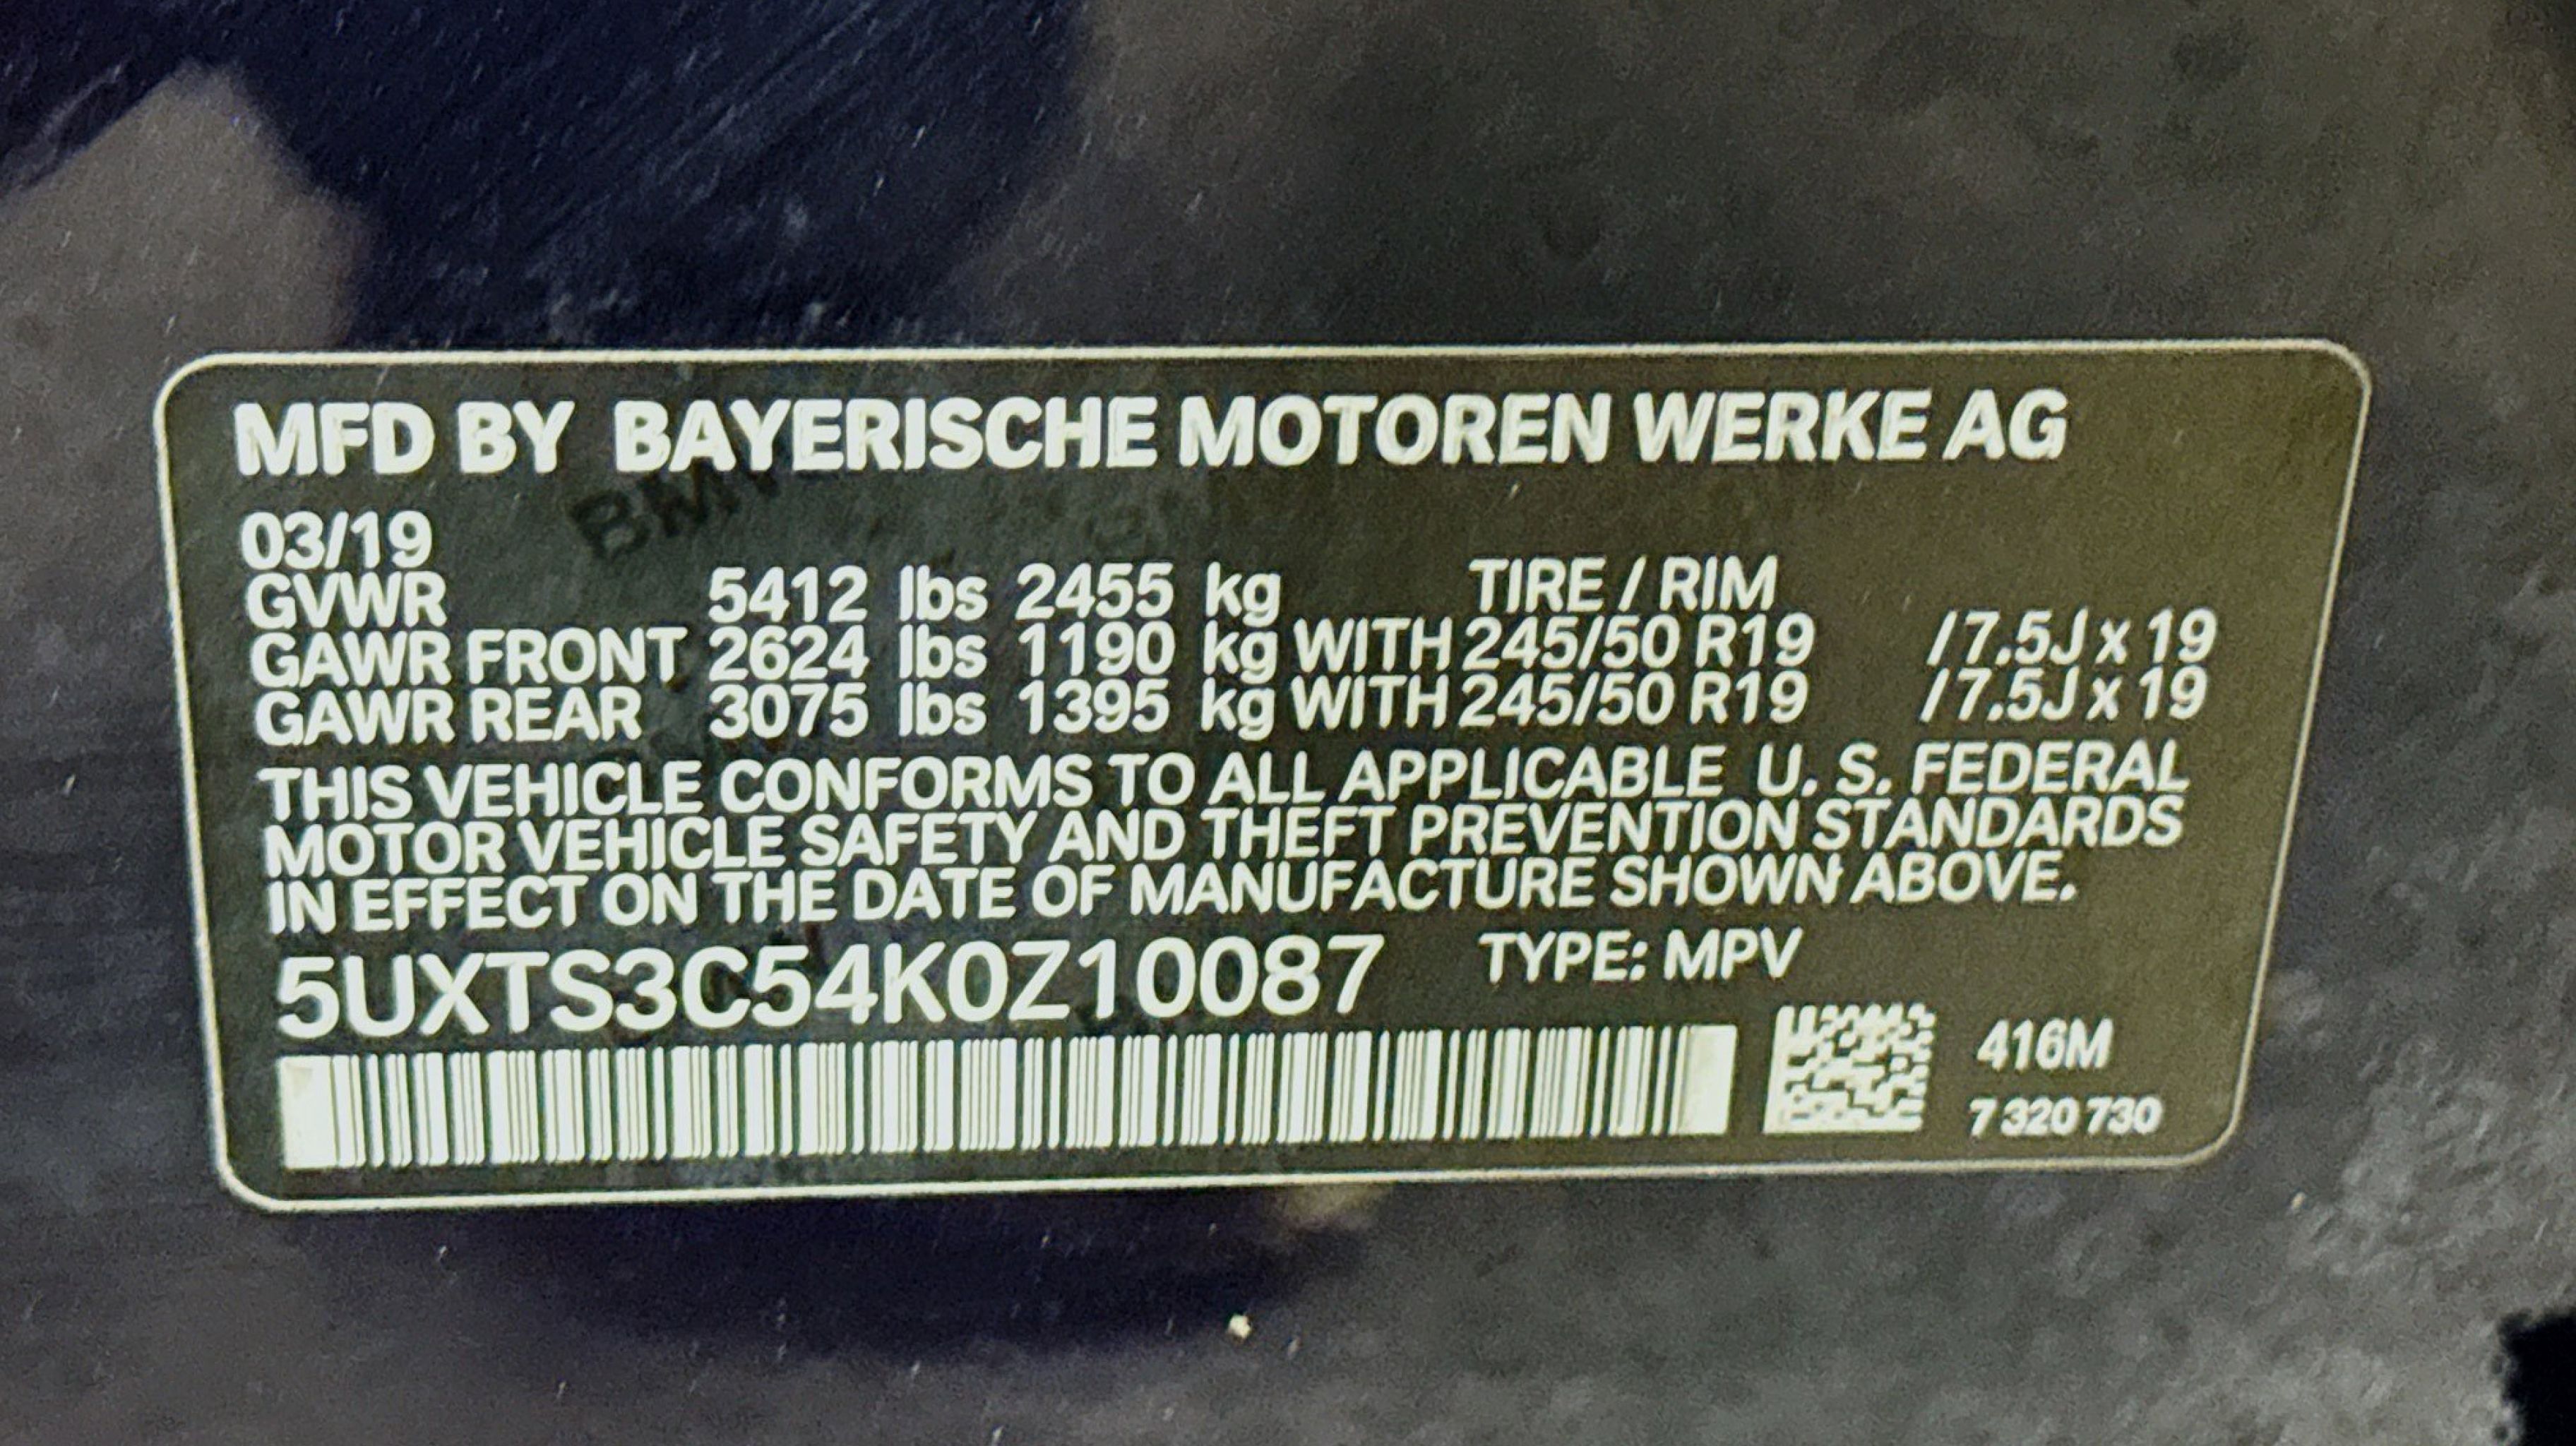 MFD BY BAYERISCHE MOTOREN WERKE AG
03/19
GVWR 5412 lbs 2455 kg TIRE / RIM
GAWR FRONT 2624 lbs 1190 kg WITH 245/50 R19 / 7.5J x 19
GAWR REAR 3075 lbs 1395 kg WITH 245/50 R19 / 7.5J x 19
THIS VEHICLE CONFORMS TO ALL APPLICABLE U. S. FEDERAL
MOTOR VEHICLE SAFETY AND THEFT PREVENTION STANDARDS
IN EFFECT ON THE DATE OF MANUFACTURE SHOWN ABOVE.
5UXTS3C54K0Z10087 TYPE: MPV
416M
7 320 730